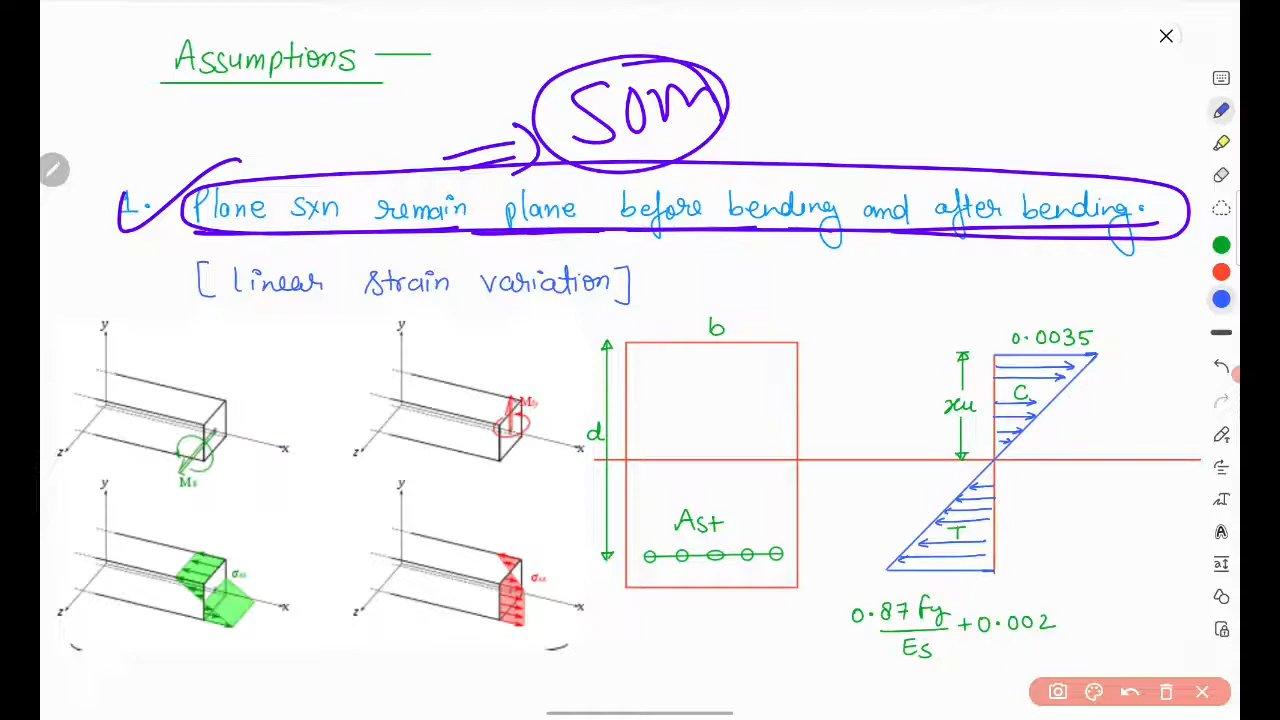 Assumptions
SOM
1. Plane sxn remain plane before bending and after bending.
[linear strain variation]
y
x
z
y
x
z
y
x
z
y
x
z
b
d
Ast
0.0035
xu
C
T
0.87 fy
Es
+ 0.002